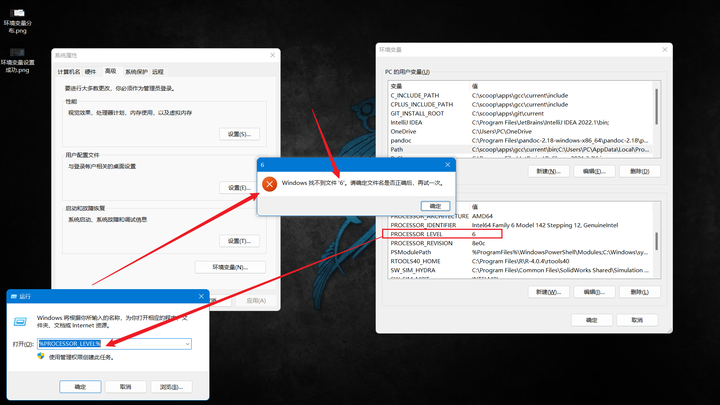 环境变量分
布.png
环境变量设置
成功.png
系统属性
计算机名 硬件 高级 系统保护 远程
要进行大多数更改，你必须作为管理员登录。
性能
视觉效果、处理器计划、内存使用，以及虚拟内存
设置(S)...
用户配置文件
与登录帐户相关的桌面设置
设置(E)...
启动和故障恢复
系统启动、系统故障和调试信息
设置(T)...
环境变量(N)...
应用(A)
6
Windows 找不到文件 '6'。请确定文件名是否正确后，再试一次。
确定
运行
Windows 将根据你所输入的名称，为你打开相应的程序、文
件夹、文档或 Internet 资源。
打开(O): %PROCESSOR_LEVEL%
使用管理权限创建此任务。
确定 取消 浏览(B)...
环境变量
PC 的用户变量(U)
变量 值
C_INCLUDE_PATH C:\scoop\apps\gcc\current\include
CPLUS_INCLUDE_PATH C:\scoop\apps\gcc\current\include
GIT_INSTALL_ROOT C:\scoop\apps\git\current
IntelliJ IDEA C:\Program Files\JetBrains\IntelliJ IDEA 2022.1\bin;
OneDrive C:\Users\PC\OneDrive
pandoc C:\Program Files\pandoc-2.18-windows-x86_64\pandoc-2.18\p...
Path C:\scoop\apps\gcc\current\bin;C:\Users\PC\AppData\Local\Pro...
新建(N)... 编辑(E)... 删除(D)
值
PROCESSOR_ARCHITECTURE AMD64
PROCESSOR_IDENTIFIER Intel64 Family 6 Model 142 Stepping 12, GenuineIntel
PROCESSOR_LEVEL 6
PROCESSOR_REVISION 8e0c
PSModulePath %ProgramFiles%\WindowsPowerShell\Modules;C:\Windows\sy...
RTOOLS40_HOME C:\Program Files\R\R-4.0.4\rtools40
SW_SIM_HYDRA C:\Program Files\Common Files\SolidWorks Shared\Simulation ...
新建(W)... 编辑(I)... 删除(L)
确定 取消